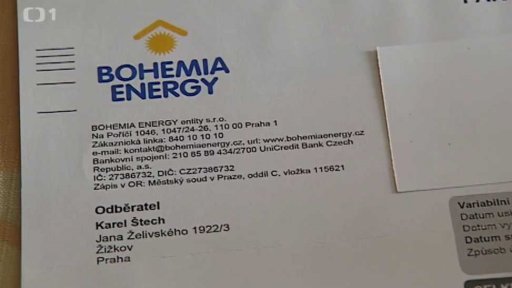 1
BOHEMIA
ENERGY
BOHEMIA ENERGY entity s.r.o.
Na Poříčí 1046, 1047/24-26, 110 00 Praha 1
Zákaznická linka: 840 10 10 10
e-mail: kontakt@bohemiaenergy.cz, url: www.bohemiaenergy.cz
Bankovní spojení: 210 65 89 434/2700 UniCredit Bank Czech
Republic, a.s.
IČ: 27386732, DIČ: CZ27386732
Zápis v OR: Městský soud v Praze, oddíl C, vložka 115621
Odběratel
Karel Štech
Jana Želivského 1922/3
Žižkov
Praha
Variabilní
Datum
Datum
Datum
Způsob